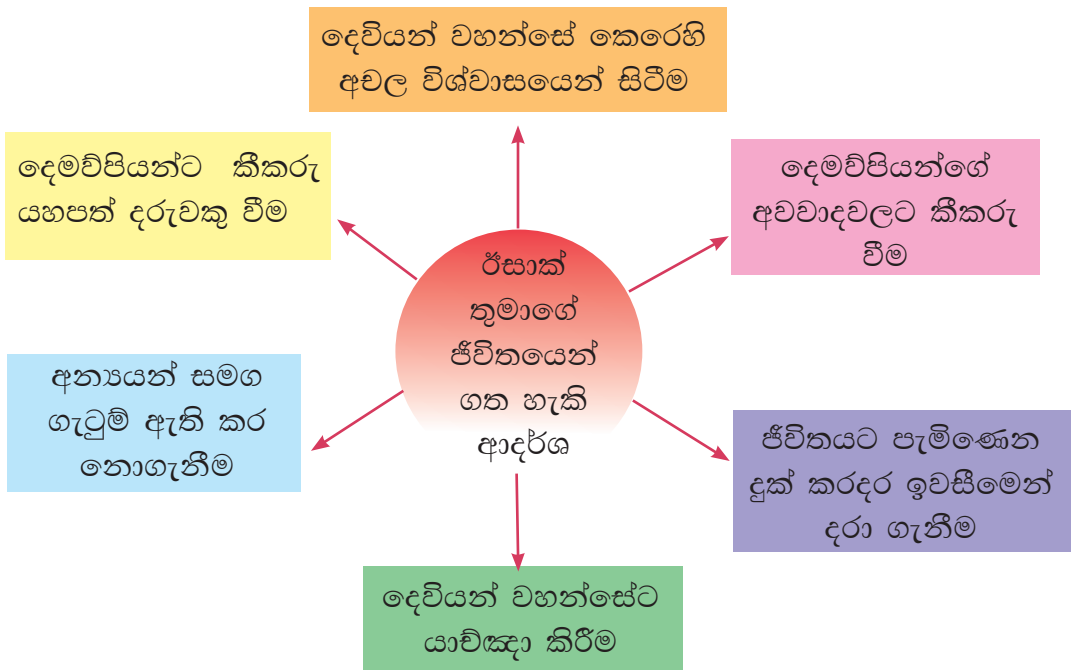 දෙවියන් වහන්සේ කෙරෙහි
අචල විශ්වාසයෙන් සිටීම
දෙමව්පියන්ට කීකරු
යහපත් දරුවකු වීම
දෙමව්පියන්ගේ
අවවාදවලට කීකරු
වීම
ඊසාක්
තුමාගේ
ජීවිතයෙන්
ගත හැකි
ආදර්ශ
අන්‍යයන් සමග
ගැටුම් ඇති කර
නොගැනීම
ජීවිතයට පැමිණෙන
දුක් කරදර ඉවසීමෙන්
දරා ගැනීම
දෙවියන් වහන්සේට
යාච්ඤා කිරීම